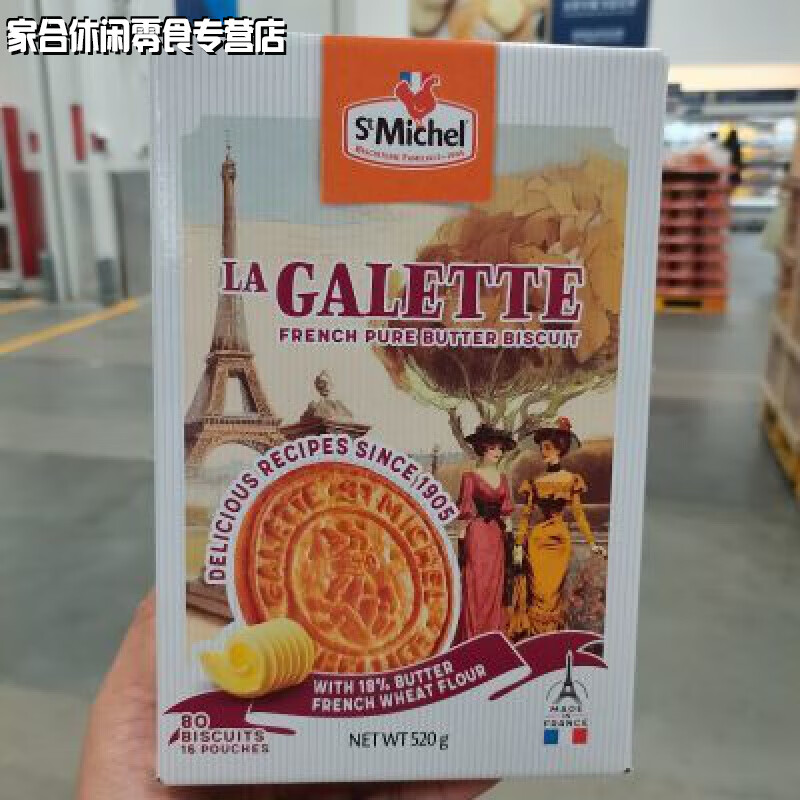 家合休闲零食专营店
St Michel
LA GALETTE
FRENCH PURE BUTTER BISCUIT
DELICIOUS RECIPES SINCE 1905
GALETTE ST MICHEL
WITH 18% BUTTER
FRENCH WHEAT FLOUR
80
BISCUITS
16 POUCHES
NET WT 520 g
MADE
IN
FRANCE